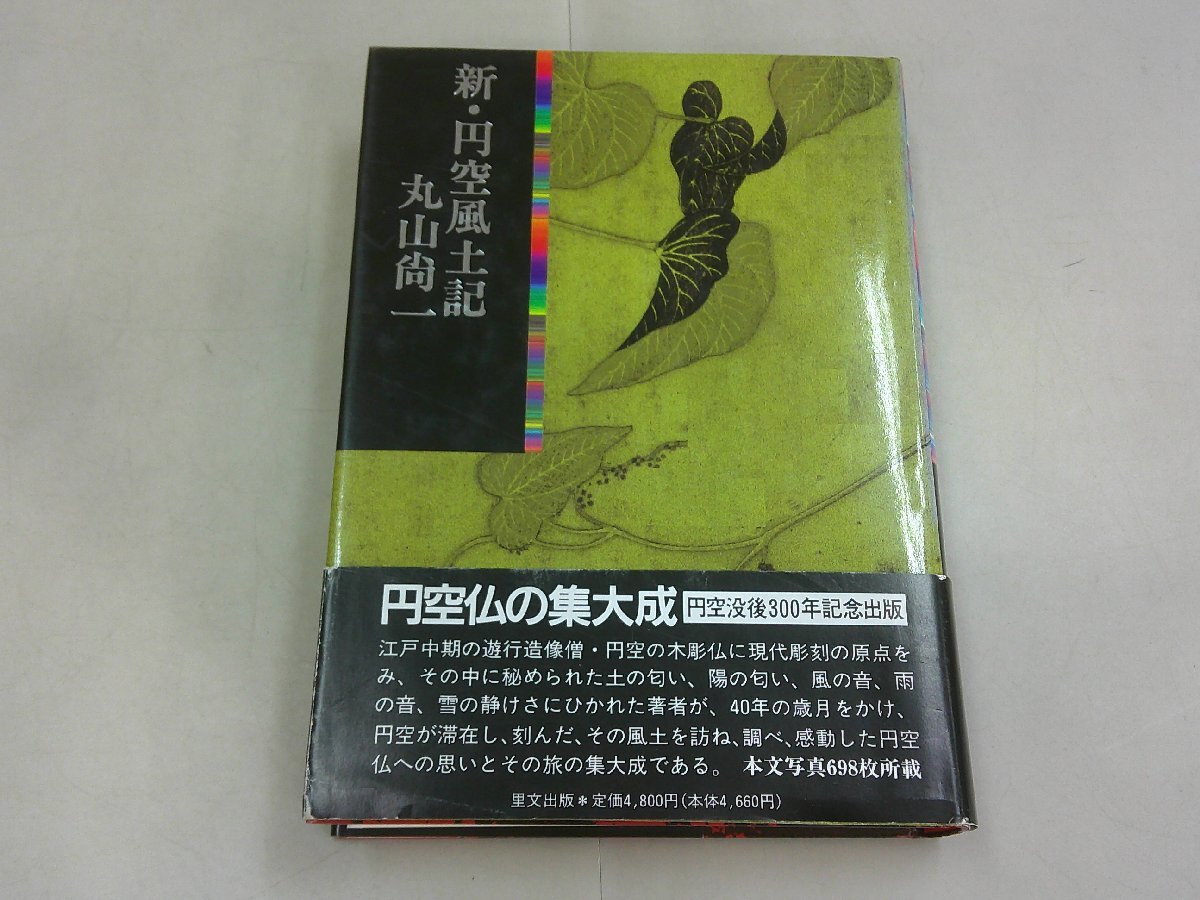 新・円空風土記
丸山尙一
円空仏の集大成 円空没後300年記念出版
江戸中期の遊行造像僧・円空の木彫仏に現代彫刻の原点を
み、その中に秘められた土の匂い、陽の匂い、風の音、雨
の音、雪の静けさにひかれた著者が、40年の歳月をかけ、
円空が滞在し、刻んだ、その風土を訪ね、調べ、感動した円空
仏への思いとその旅の集大成である。 本文写真698枚所載
里文出版＊定価4,800円(本体4,660円)